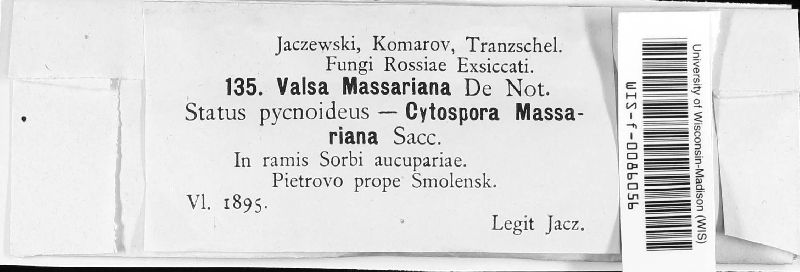 Jaczewski, Komarov, Tranzschel.
Fungi Rossiae Exsiccati.
135. Valsa Massariana De Not.
Status pycnoideus — Cytospora Massa-
riana Sacc.
In ramis Sorbi aucupariae.
Pietrovo prope Smolensk.
Vl. 1895.
Legit Jacz.
University of Wisconsin-Madison (WIS)
WIS-f-0086056